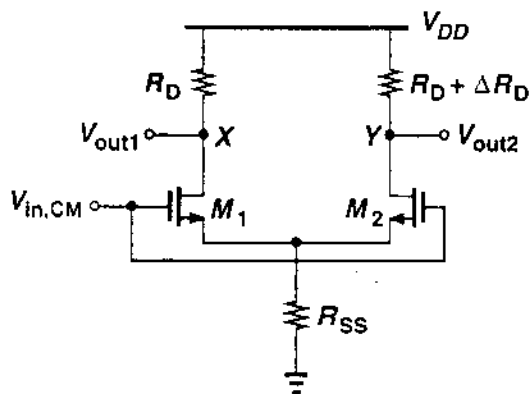 V_DD
R_D
R_D + ΔR_D
V_out1
X
Y
V_out2
V_in,CM
M_1
M_2
R_SS